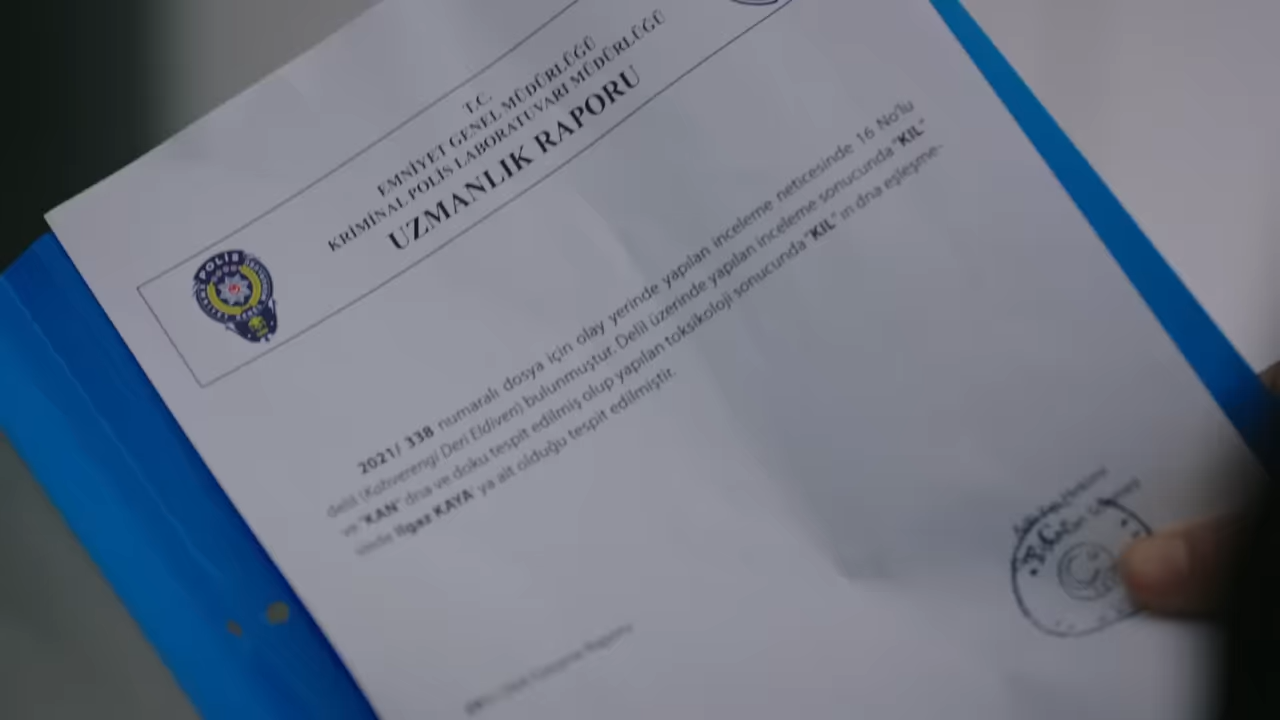 T.C.
EMNİYET GENEL MÜDÜRLÜĞÜ
KRİMİNAL POLİS LABORATUVARI MÜDÜRLÜĞÜ
UZMANLIK RAPORU
POLİS
2021/ 338 numaralı dosya için olay yerinde yapılan inceleme neticesinde 16 No'lu
delil (Kahverengi Deri Eldiven) bulunmuştur. Delil üzerinde yapılan inceleme sonucunda "KIL"
ve "KAN" dna ve doku tespit edilmiş olup yapılan toksikoloji sonucunda "KIL" ın dna eşleşme-
sinde Ilgaz KAYA' ya ait olduğu tespit edilmiştir.